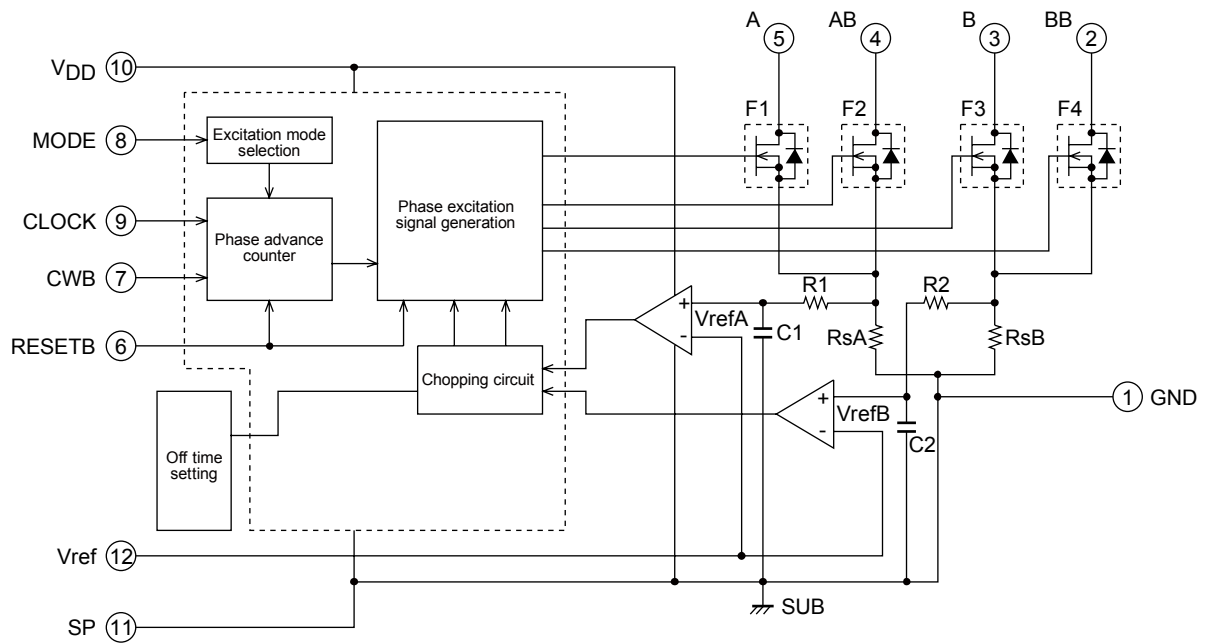 A
AB
B
BB
5
4
3
2
VDD 10
F1
F2
F3
F4
MODE 8
Excitation mode
selection
CLOCK 9
Phase advance
counter
CWB 7
Phase excitation
signal generation
R1
R2
+
VrefA
-
C1
RsA
RsB
RESETB 6
Chopping circuit
1 GND
+
VrefB
-
C2
Off time
setting
Vref 12
SUB
SP 11